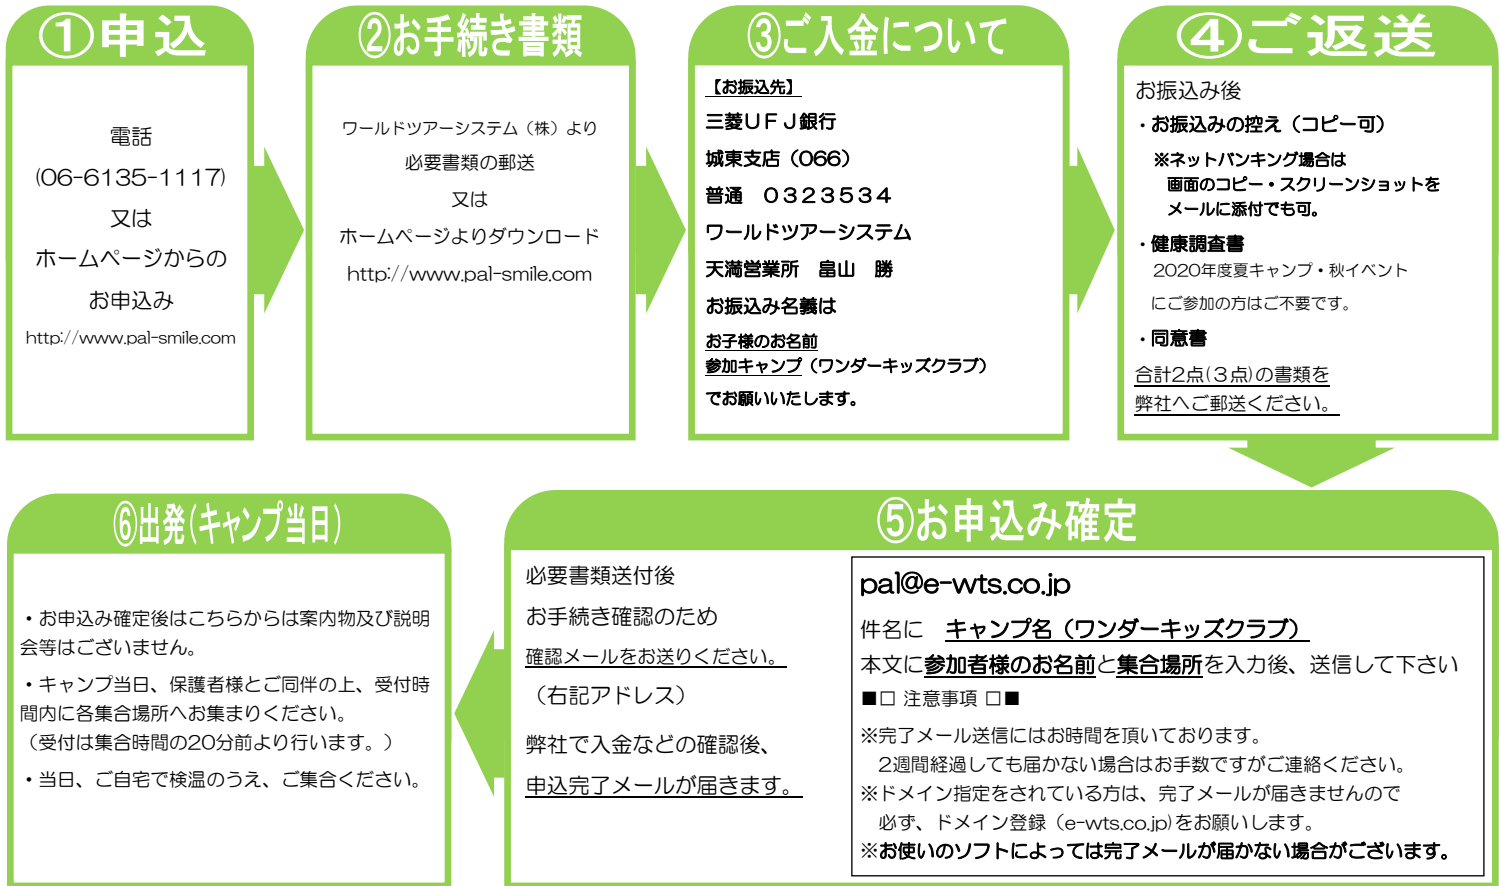 ①申込
電話
(06-6135-1117)
又は
ホームページからの
お申込み
http://www.pal-smile.com
②お手続き書類
ワールドツアーシステム（株）より
必要書類の郵送
又は
ホームページよりダウンロード
http://www.pal-smile.com
③ご入金について
【お振込先】
三菱ＵＦＪ銀行
城東支店（066）
普通　０３２３５３４
ワールドツアーシステム
天満営業所　畠山　勝
お振込み名義は
お子様のお名前
参加キャンプ（ワンダーキッズクラブ）
でお願いいたします。
④ご返送
お振込み後
・お振込みの控え（コピー可）
※ネットバンキング場合は
画面のコピー・スクリーンショットを
メールに添付でも可。
・健康調査書
2020年度夏キャンプ・秋イベント
にご参加の方はご不要です。
・同意書
合計2点(３点)の書類を
弊社へご郵送ください。
⑤お申込み確定
必要書類送付後
お手続き確認のため
確認メールをお送りください。
（右記アドレス）
弊社で入金などの確認後、
申込完了メールが届きます。
pal@e-wts.co.jp
件名に　キャンプ名（ワンダーキッズクラブ）
本文に参加者様のお名前と集合場所を入力後、送信して下さい
■□ 注意事項 □■
※完了メール送信にはお時間を頂いております。
2週間経過しても届かない場合はお手数ですがご連絡ください。
※ドメイン指定をされている方は、完了メールが届きませんので
必ず、ドメイン登録（e-wts.co.jp)をお願いします。
※お使いのソフトによっては完了メールが届かない場合がございます。
⑥出発(キャンプ当日)
・お申込み確定後はこちらからは案内物及び説明
会等はございません。
・キャンプ当日、保護者様とご同伴の上、受付時
間内に各集合場所へお集まりください。
（受付は集合時間の20分前より行います。）
・当日、ご自宅で検温のうえ、ご集合ください。